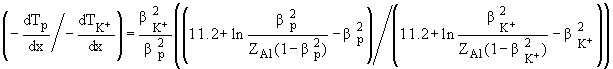 (-dT_p/dx / -dT_K+/dx) = β²_K+/β²_p ((11.2+ln β²_p/Z_Al(1-β²_p) -β²_p) / (11.2+ln β²_K+/Z_Al(1-β²_K+) -β²_K+))